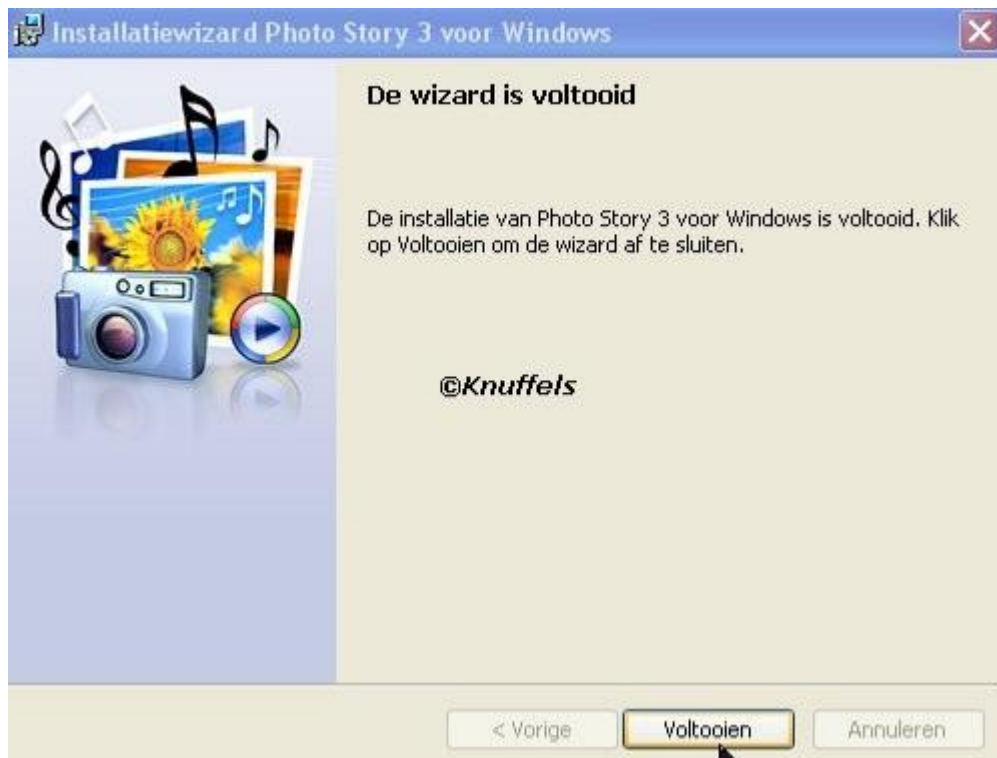 Installatiewizard Photo Story 3 voor Windows
De wizard is voltooid
De installatie van Photo Story 3 voor Windows is voltooid. Klik
op Voltooien om de wizard af te sluiten.
©Knuffels
< Vorige
Voltooien
Annuleren